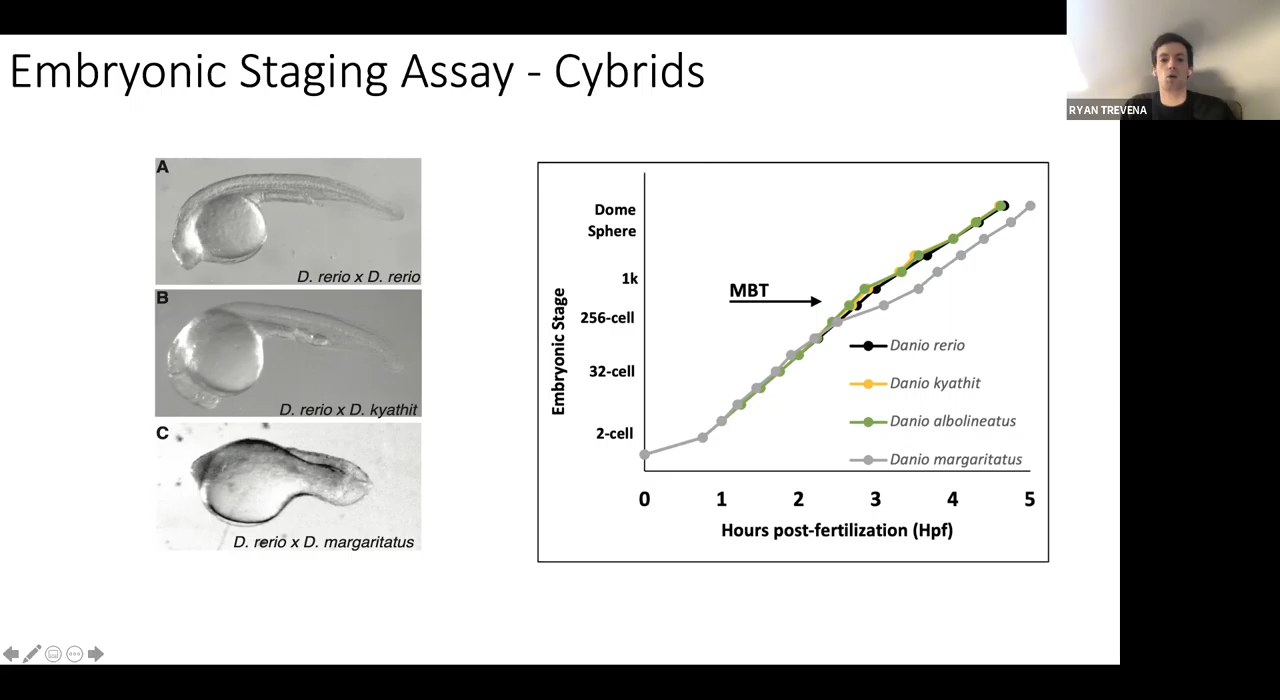 Embryonic Staging Assay - Cybrids
RYAN TREVENA
A
D. rerio x D. rerio
B
D. rerio x D. kyathit
C
D. rerio x D. margaritatus
Embryonic Stage
Dome
Sphere
1k
256-cell
32-cell
2-cell
MBT
Danio rerio
Danio kyathit
Danio albolineatus
Danio margaritatus
0 1 2 3 4 5
Hours post-fertilization (Hpf)